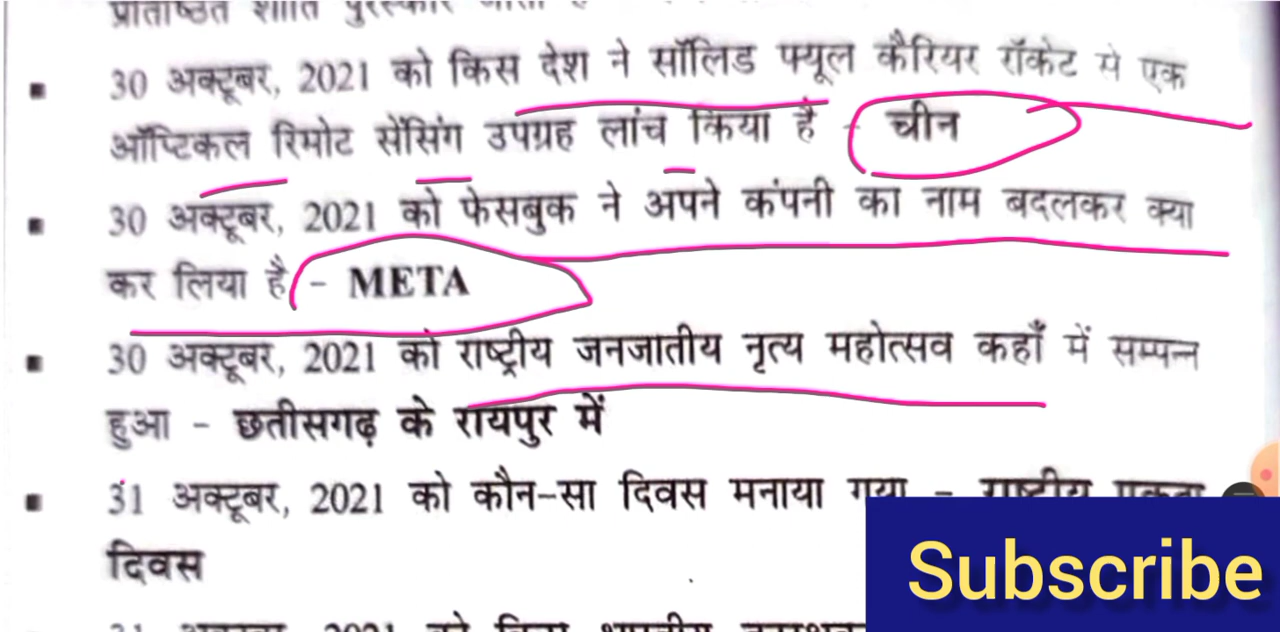 30 अक्टूबर, 2021 को किस देश ने सॉलिड फ्यूल कैरियर रॉकेट से एक
ऑप्टिकल रिमोट सेंसिंग उपग्रह लांच किया है - चीन
30 अक्टूबर, 2021 को फेसबुक ने अपने कंपनी का नाम बदलकर क्या
कर लिया है - META
30 अक्टूबर, 2021 को राष्ट्रीय जनजातीय नृत्य महोत्सव कहाँ में सम्पन्न
हुआ - छतीसगढ़ के रायपुर में
31 अक्टूबर, 2021 को कौन-सा दिवस मनाया गया - राष्ट्रीय एकता
दिवस
Subscribe